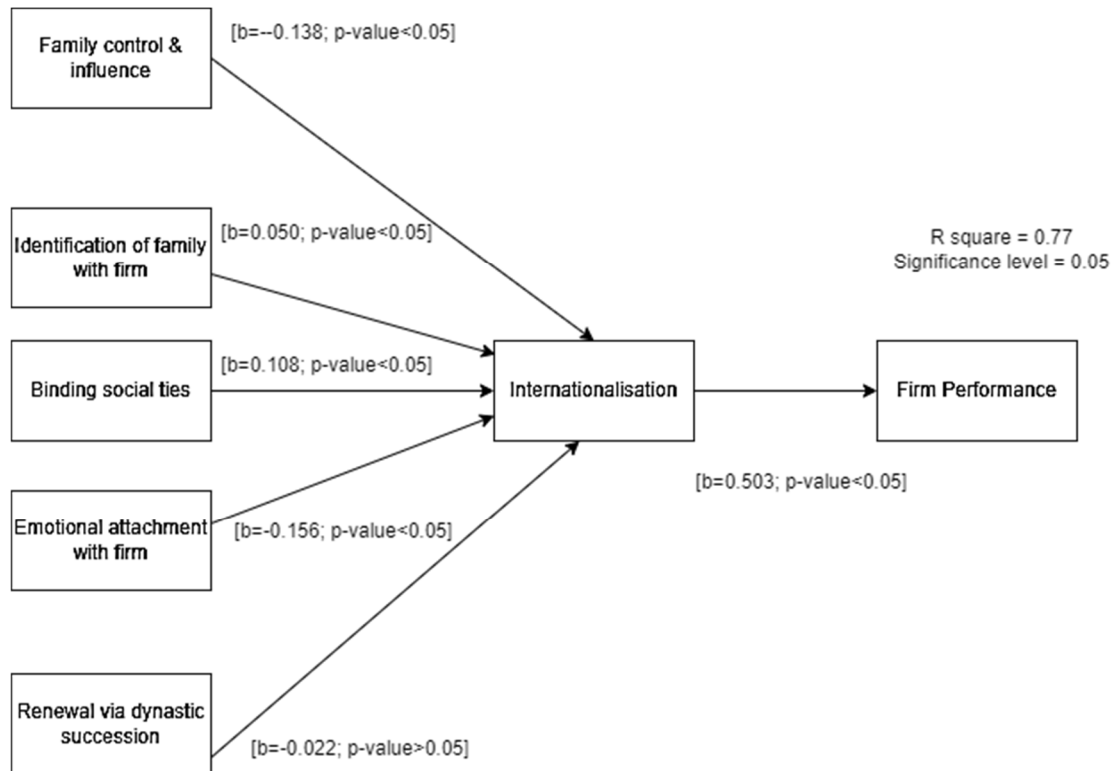 Family control &
influence
[b=--0.138; p-value<0.05]
Identification of family
with firm
[b=0.050; p-value<0.05]
R square = 0.77
Significance level = 0.05
Binding social ties
[b=0.108; p-value<0.05]
Internationalisation
Firm Performance
[b=0.503; p-value<0.05]
Emotional attachment
with firm
[b=-0.156; p-value<0.05]
Renewal via dynastic
succession
[b=-0.022; p-value>0.05]